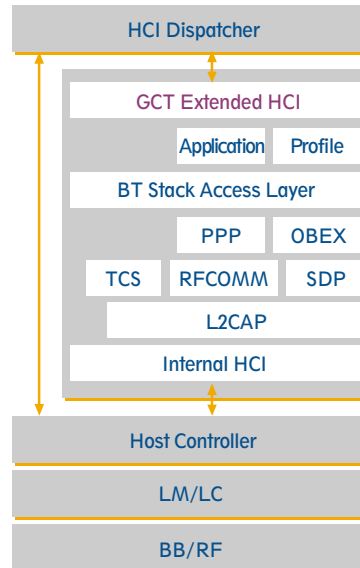 HCI Dispatcher
GCT Extended HCI
Application Profile
BT Stack Access Layer
PPP OBEX
TCS RFCOMM SDP
L2CAP
Internal HCI
Host Controller
LM/LC
BB/RF